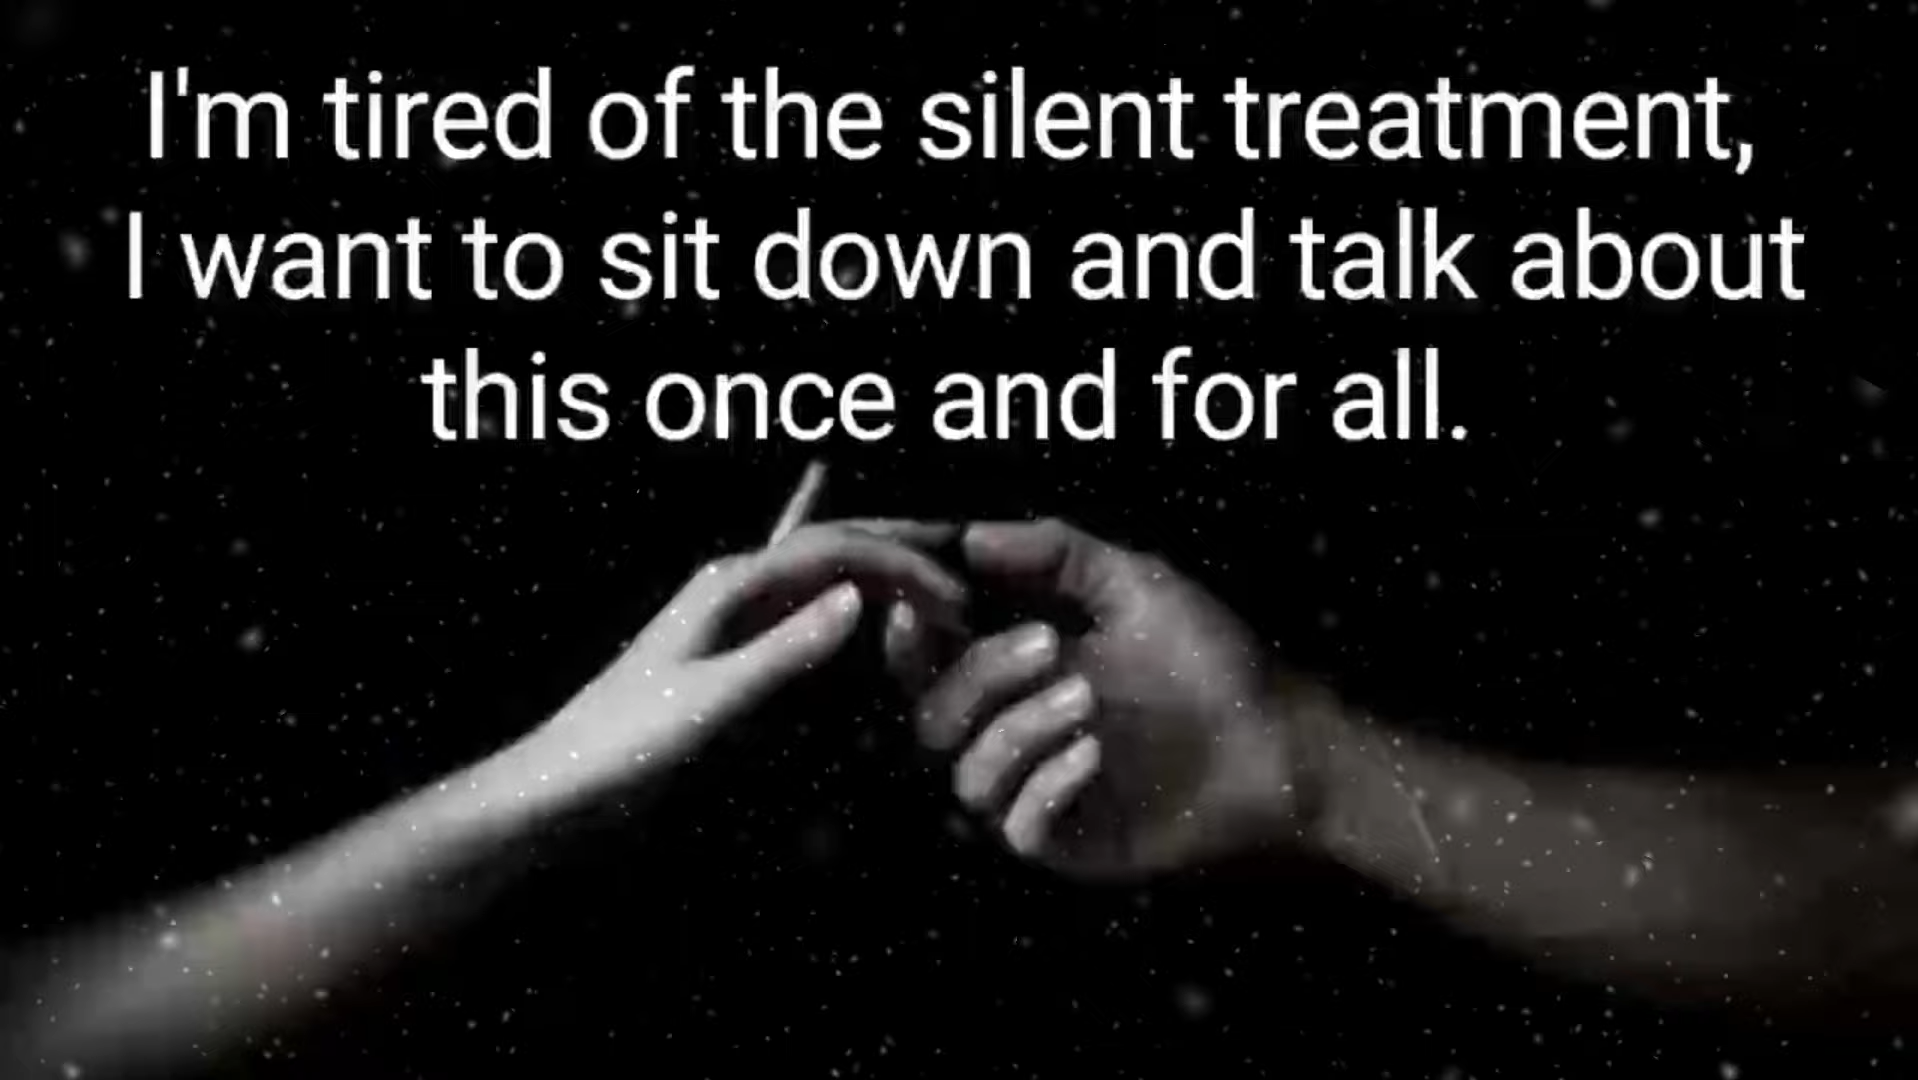 I'm tired of the silent treatment,
I want to sit down and talk about
this once and for all.